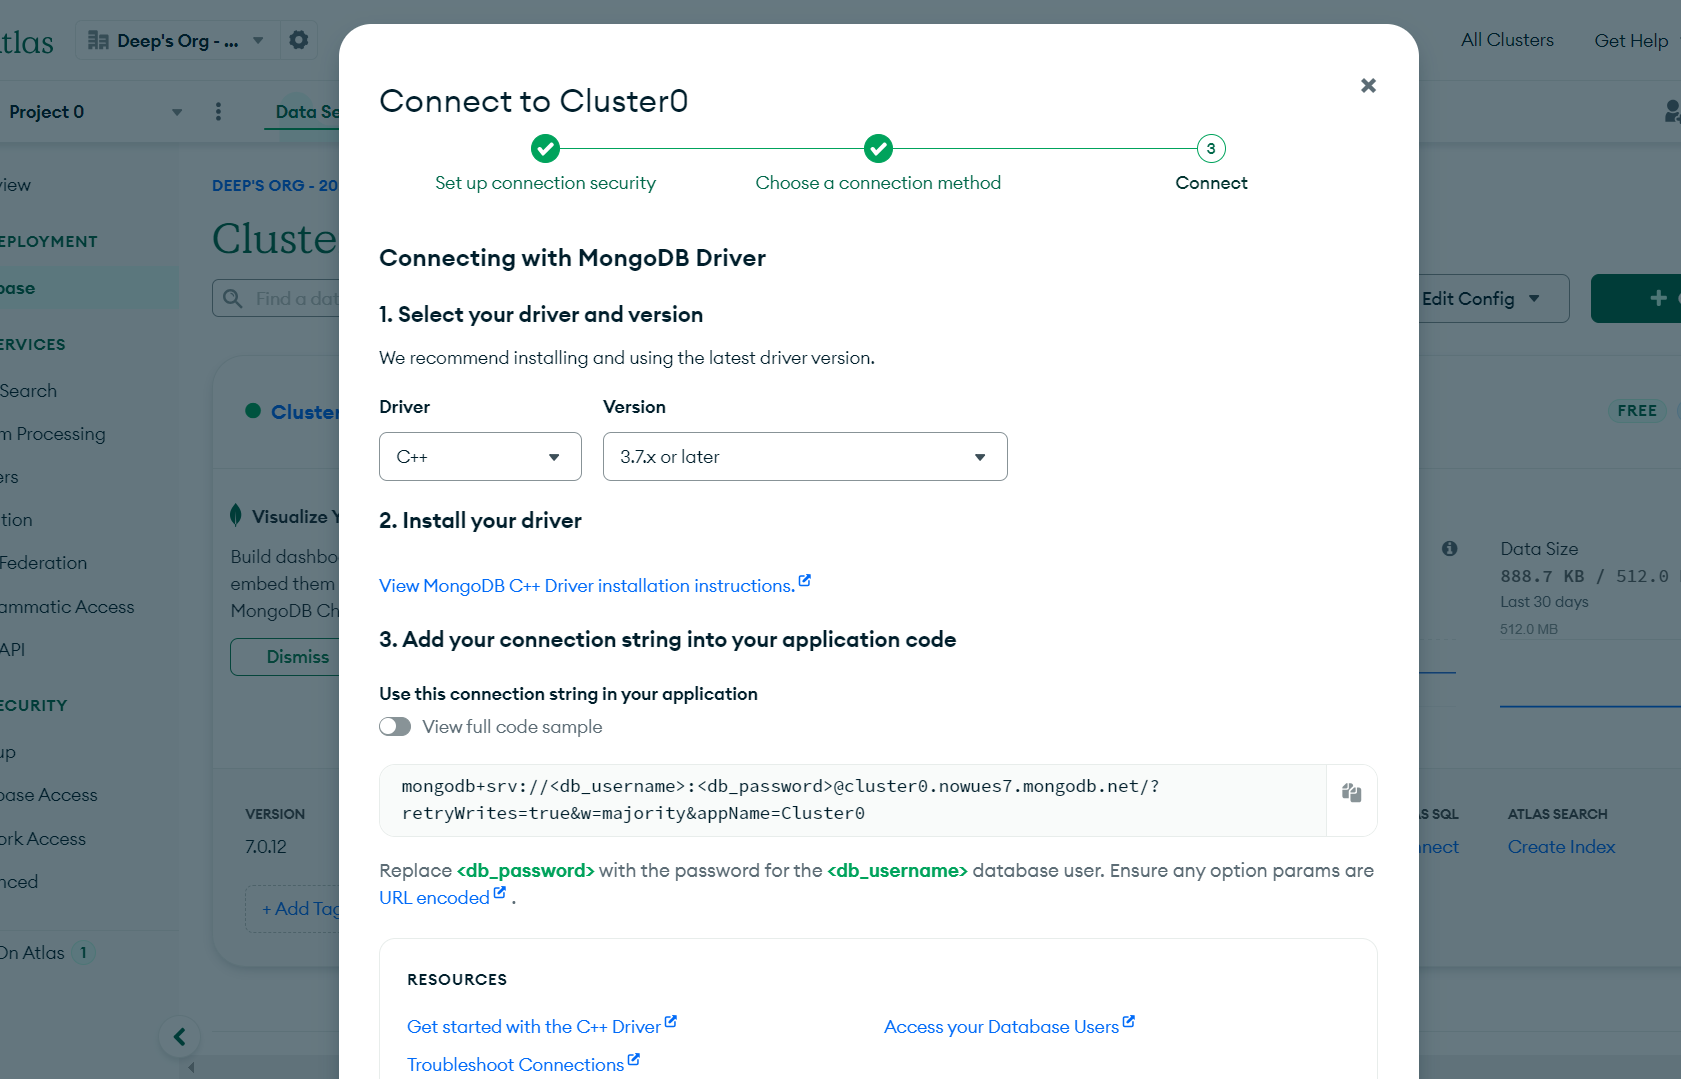 tlas
Deep's Org - ...
All Clusters
Get Help
Project 0
Data Se
view
DEEP'S ORG - 20
EPLOYMENT
Cluste
base
Find a dat
Edit Config
ERVICES
Search
m Processing
ers
tion
Federation
ammatic Access
API
ECURITY
up
base Access
ork Access
nced
On Atlas 1
Cluster
FREE
Visualize Y
Build dashbo
embed them
MongoDB Ch
Dismiss
Data Size
888.7 KB / 512.0
Last 30 days
512.0 MB
VERSION
7.0.12
+ Add Tag
S SQL
nnect
ATLAS SEARCH
Create Index
Connect to Cluster0
Set up connection security
Choose a connection method
3
Connect
Connecting with MongoDB Driver
1. Select your driver and version
We recommend installing and using the latest driver version.
Driver
Version
C++
3.7.x or later
2. Install your driver
View MongoDB C++ Driver installation instructions.
3. Add your connection string into your application code
Use this connection string in your application
View full code sample
mongodb+srv://<db_username>:<db_password>@cluster0.nowues7.mongodb.net/?
retryWrites=true&w=majority&appName=Cluster0
Replace <db_password> with the password for the <db_username> database user. Ensure any option params are
URL encoded .
RESOURCES
Get started with the C++ Driver
Access your Database Users
Troubleshoot Connections